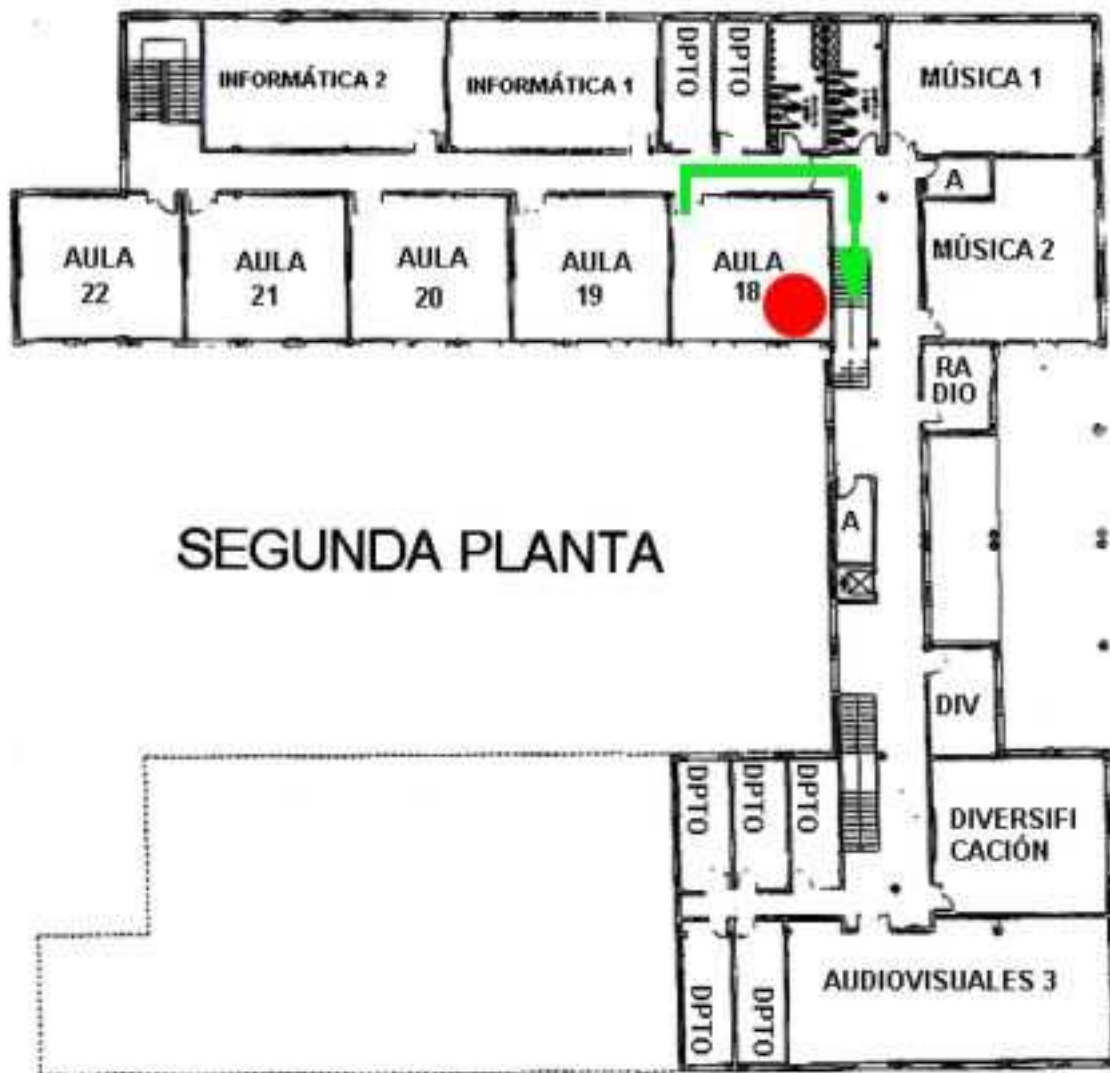 INFORMÁTICA 2
INFORMÁTICA 1
DPTO
DPTO
MÚSICA 1
A
MÚSICA 2
AULA
22
AULA
21
AULA
20
AULA
19
AULA
18
RA
DIO
A
SEGUNDA PLANTA
DIV
DPTO
DPTO
DPTO
DIVERSIFI
CACIÓN
DPTO
DPTO
AUDIOVISUALES 3